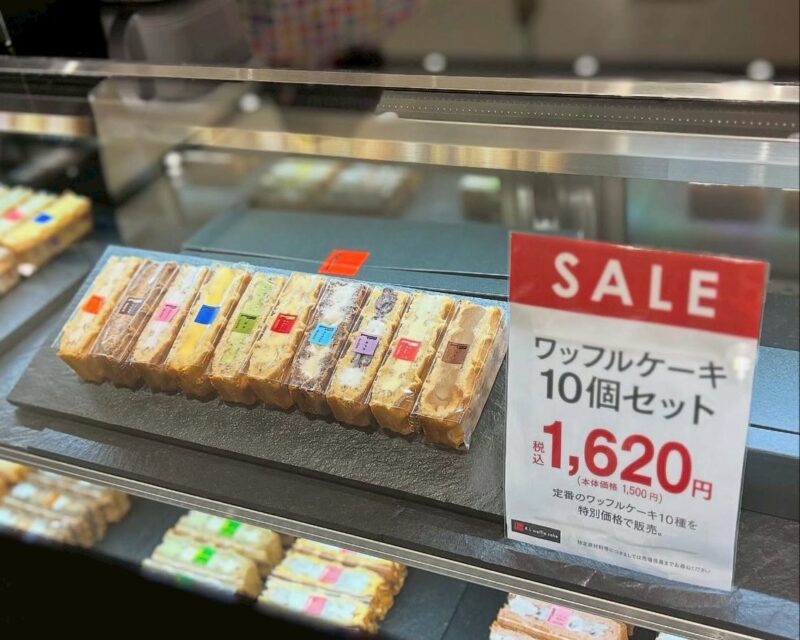 SALE
ワッフルケーキ
10個セット
税込 1,620円
(本体価格 1,500円)
定番のワッフルケーキ10種を
特別価格で販売。
R.L waffle cake